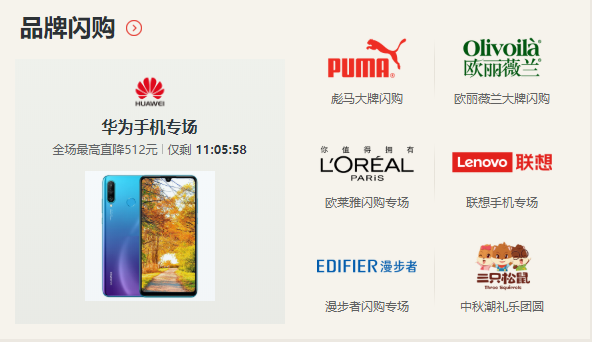 品牌闪购
HUAWEI
华为手机专场
全场最高直降512元 | 仅剩 11:05:58
PUMA
彪马大牌闪购
Olivoilà
欧丽薇兰
欧丽薇兰大牌闪购
你值得拥有
L'ORÉAL
PARIS
欧莱雅闪购专场
Lenovo 联想
联想手机专场
EDIFIER 漫步者
漫步者闪购专场
三只松鼠
Three Squirrels
中秋潮礼乐团圆